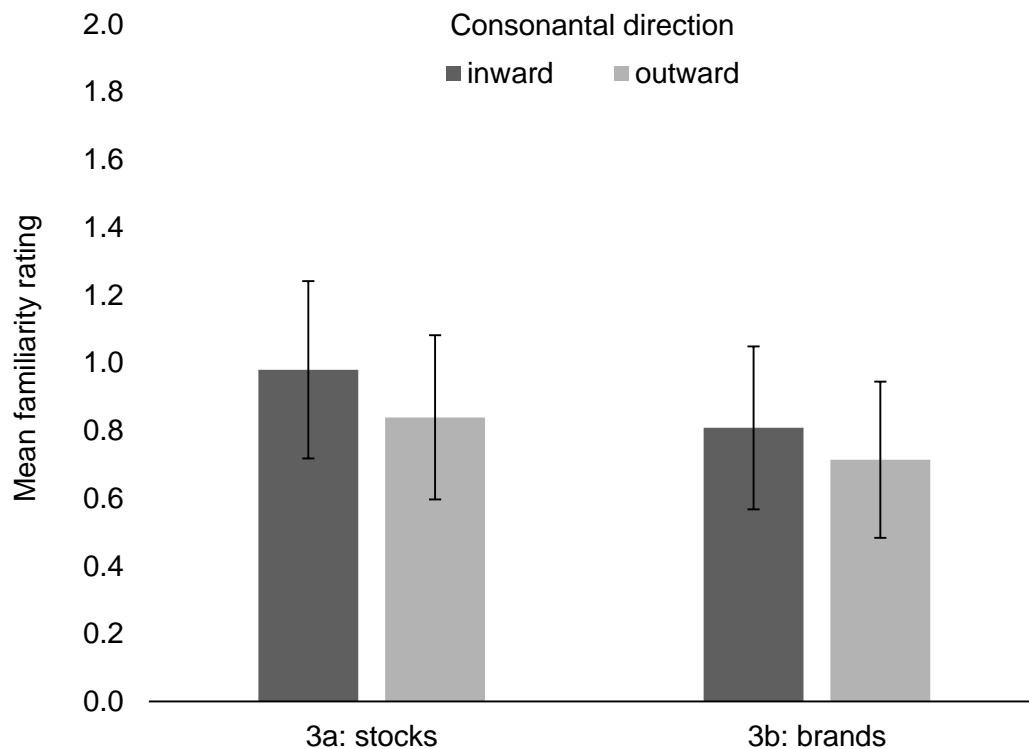 Consonantal direction
inward outward
Mean familiarity rating
2.0
1.8
1.6
1.4
1.2
1.0
0.8
0.6
0.4
0.2
0.0
3a: stocks 3b: brands